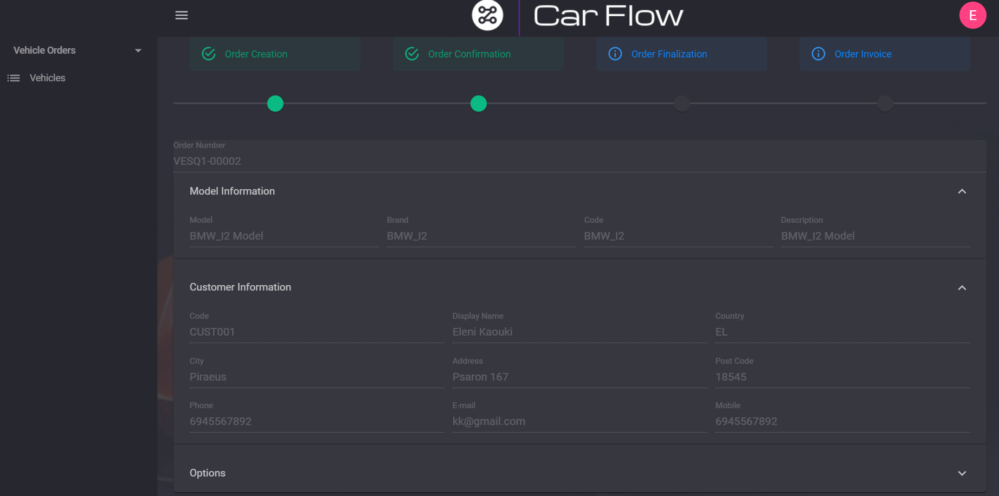 Car Flow
E
Vehicle Orders
Vehicles
Order Creation
Order Confirmation
Order Finalization
Order Invoice
Order Number
VESQ1-00002
Model Information
Model Brand Code Description
BMW_I2 Model BMW_I2 BMW_I2 BMW_I2 Model
Customer Information
Code Display Name Country
CUST001 Eleni Kaouki EL
City Address Post Code
Piraeus Psaron 167 18545
Phone E-mail Mobile
6945567892 kk@gmail.com 6945567892
Options